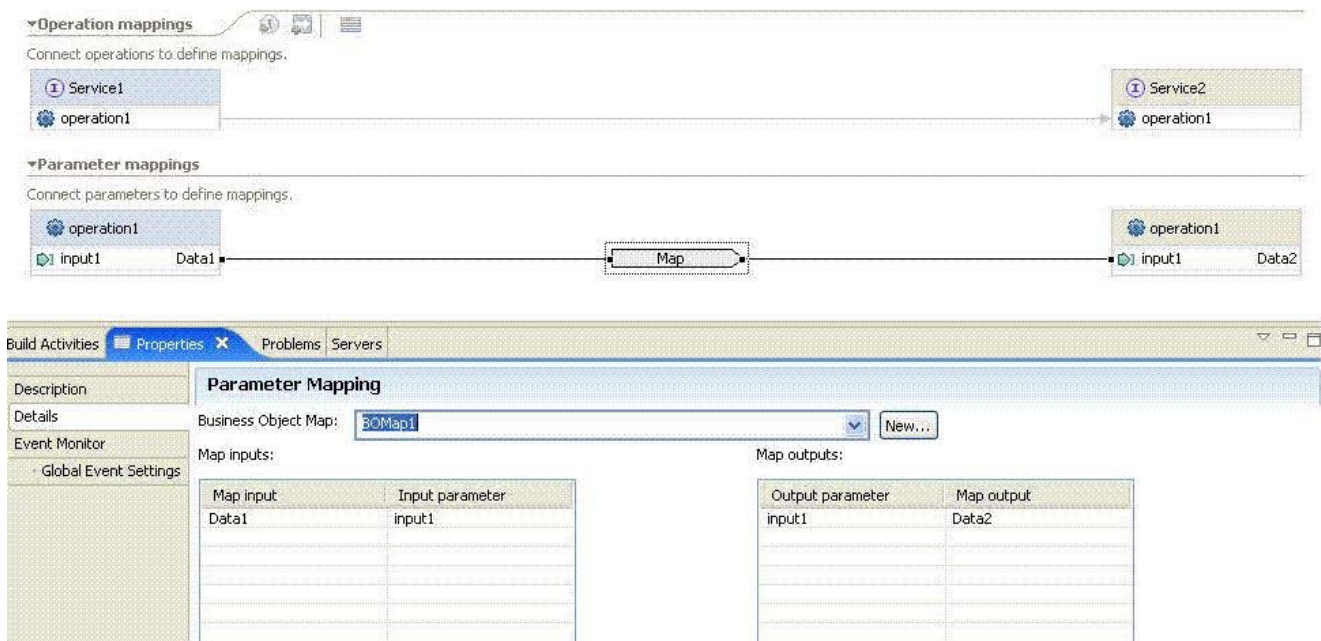 Operation mappings
Connect operations to define mappings.
Service1
Service2
operation1
operation1
Parameter mappings
Connect parameters to define mappings.
operation1
operation1
input1 Data1
Map
input1 Data2
Build Activities Properties Problems Servers
Description
Details
Event Monitor
Global Event Settings
Parameter Mapping
Business Object Map: BOMap1 New...
Map inputs: Map outputs:
Map input Input parameter Output parameter Map output
Data1 input1 input1 Data2